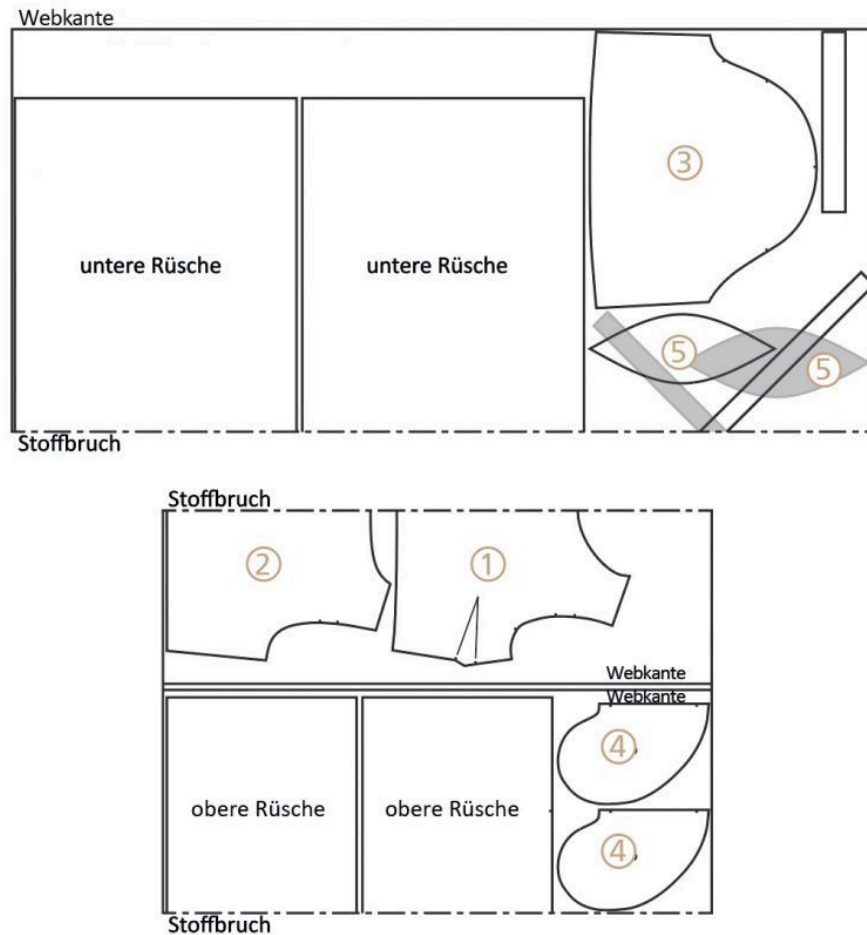 Webkante
③
untere Rüsche
untere Rüsche
⑤
⑤
Stoffbruch
Stoffbruch
②
①
Webkante
Webkante
④
obere Rüsche
obere Rüsche
④
Stoffbruch